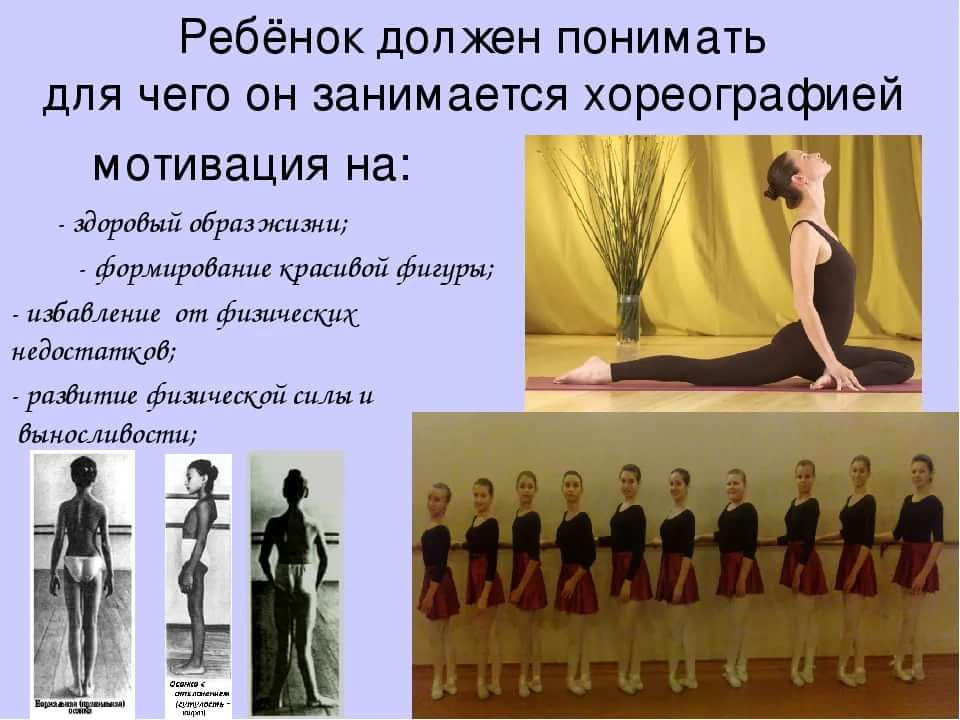 Ребёнок должен понимать
для чего он занимается хореографией
мотивация на:
- здоровый образ жизни;
- формирование красивой фигуры;
- избавление от физических
недостатков;
- развитие физической силы и
выносливости;
Нормальная (правильная)
осанка
Осанка с
отклонением
(сутулость –